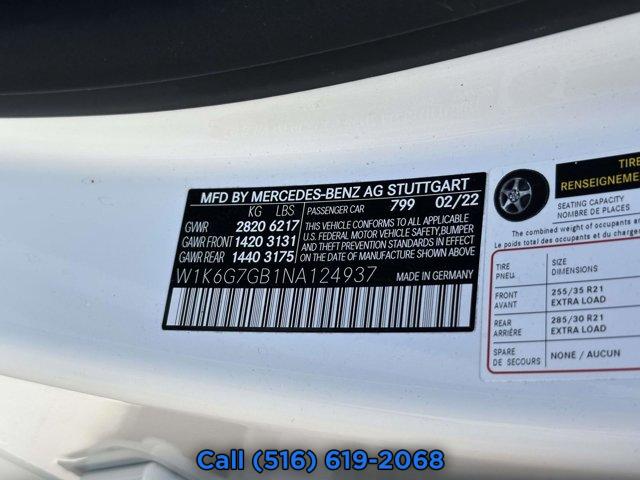 MFD BY MERCEDES-BENZ AG STUTTGART
KG LBS PASSENGER CAR 799 02/22
GVWR 2820 6217
GAWR FRONT 1420 3131
GAWR REAR 1440 3175
THIS VEHICLE CONFORMS TO ALL APPLICABLE
U.S. FEDERAL MOTOR VEHICLE SAFETY, BUMPER,
AND THEFT PREVENTION STANDARDS IN EFFECT
ON THE DATE OF MANUFACTURE SHOWN ABOVE.
W1K6G7GB1NA124937 MADE IN GERMANY
TIRE
RENSEIGNEME
SEATING CAPACITY
NOMBRE DE PLACES
The combined weight of occupants a
Le poids total des occupants et du char
TIRE SIZE
PNEU. DIMENSIONS
FRONT 255/35 R21
AVANT EXTRA LOAD
REAR 285/30 R21
ARRIÈRE EXTRA LOAD
SPARE NONE / AUCUN
DE SECOURS
Call (516) 619-2068